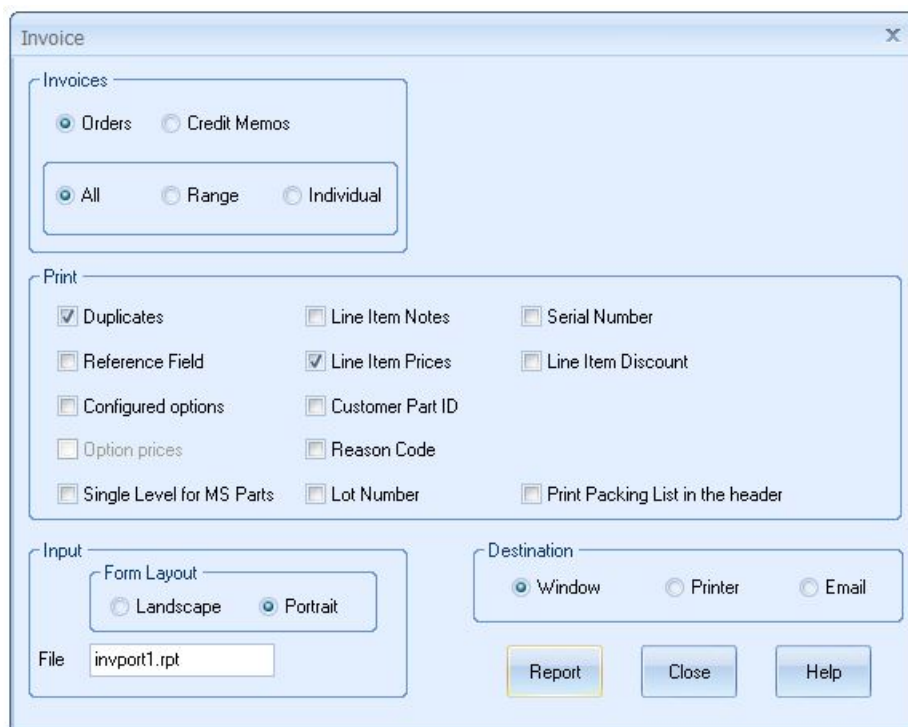 Invoice
Invoices
Orders Credit Memos
All Range Individual
Print
Duplicates Line Item Notes Serial Number
Reference Field Line Item Prices Line Item Discount
Configured options Customer Part ID
Option prices Reason Code
Single Level for MS Parts Lot Number Print Packing List in the header
Input
Form Layout
Landscape Portrait
File invport1.rpt
Destination
Window Printer Email
Report Close Help